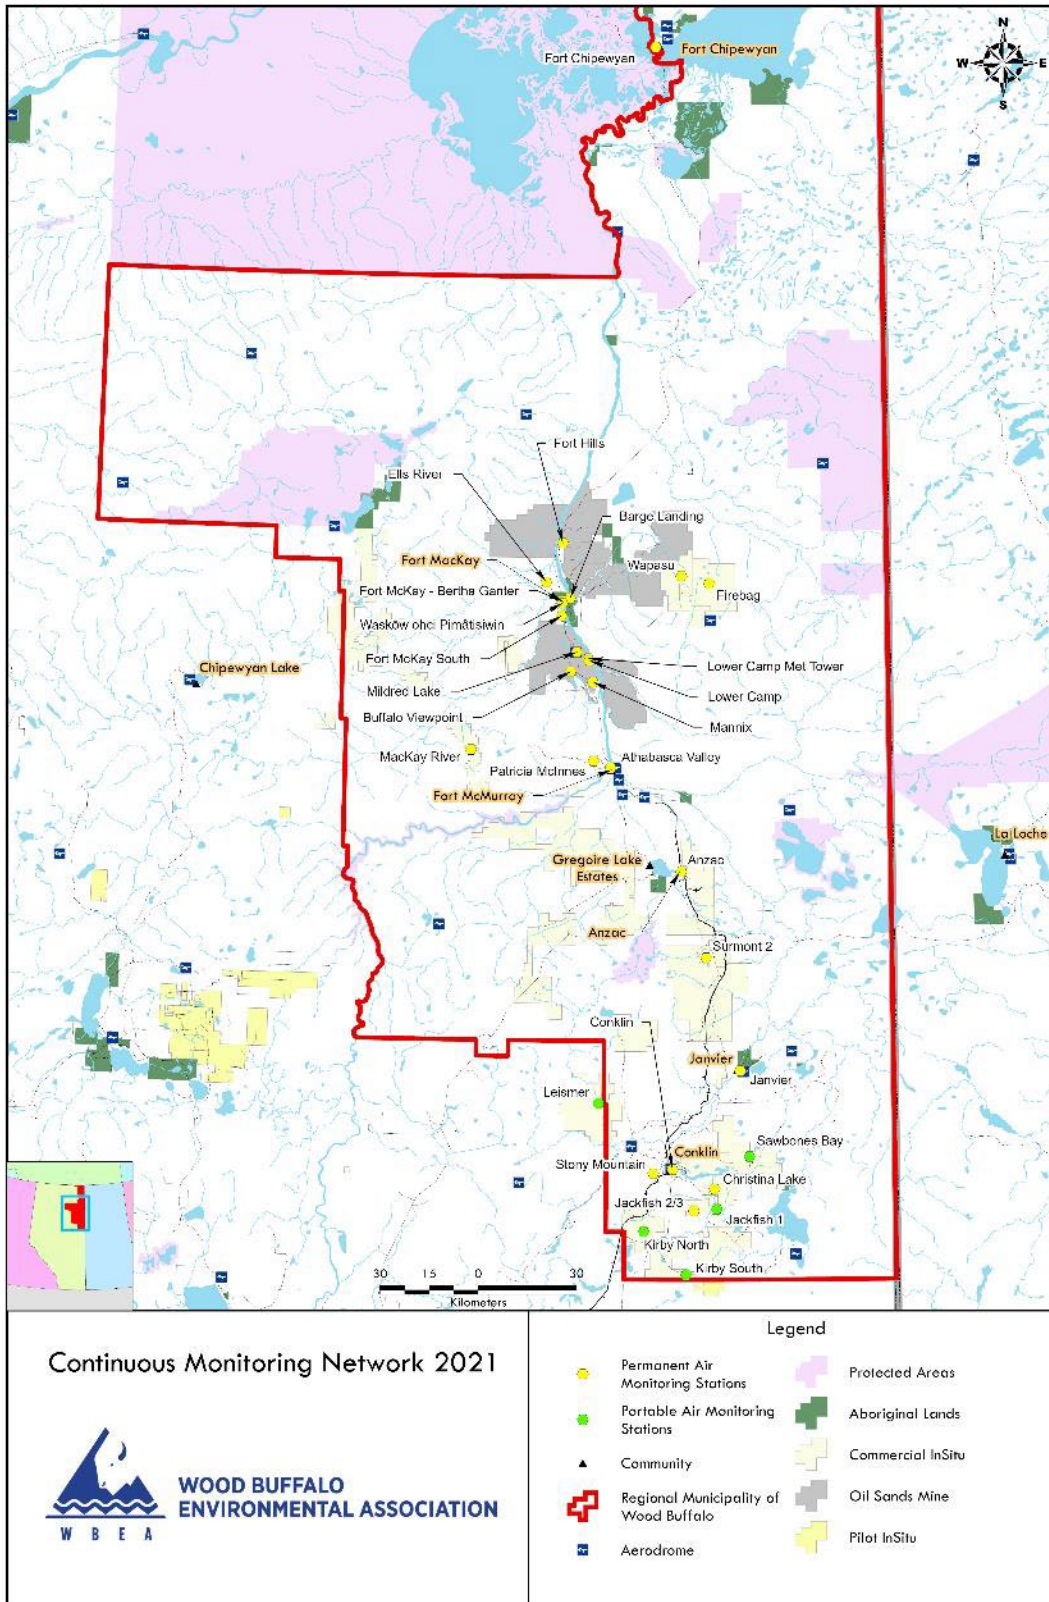 N
W E
S
Fort Chipewyan
Fort Chipewyan
Fort Hills
Ells River
Barge Landing
Fort MacKay
Wapasu
Fort McKay - Bertha Ganter
Firebag
Waskōw ohci Pimâtisiwin
Fort McKay South
Lower Camp Met Tower
Chipewyan Lake
Mildred Lake
Lower Camp
Buffalo Viewpoint
Mannix
MacKay River
Athabasca Valley
Patricia McInnes
Fort McMurray
La Loche
Gregoire Lake
Estates
Anzac
Anzac
Surmont 2
Conklin
Janvier
Janvier
Leismer
Sawbones Bay
Conklin
Stony Mountain
Christina Lake
Jackfish 2/3
Jackfish 1
Kirby North
Kirby South
30 15 0 30
Kilometers
Continuous Monitoring Network 2021
WOOD BUFFALO
ENVIRONMENTAL ASSOCIATION
W B E A
Legend
Permanent Air
Monitoring Stations
Portable Air Monitoring
Stations
Community
Regional Municipality of
Wood Buffalo
Aerodrome
Protected Areas
Aboriginal Lands
Commercial InSitu
Oil Sands Mine
Pilot InSitu